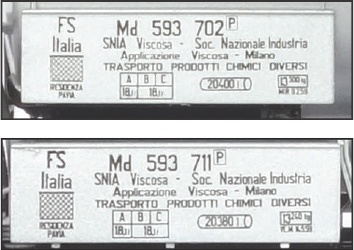 FS Md 593 702 P
Italia SNIA Viscosa - Soc. Nazionale Industria
Applicazione Viscosa - Milano
TRASPORTO PRODOTTI CHIMICI DIVERSI
A B C
20400 l
RESIDENZA
PAVIA
FS Md 593 711 P
Italia SNIA Viscosa - Soc. Nazionale Industria
Applicazione Viscosa - Milano
TRASPORTO PRODOTTI CHIMICI DIVERSI
A B C
20380 l
RESIDENZA
PAVIA